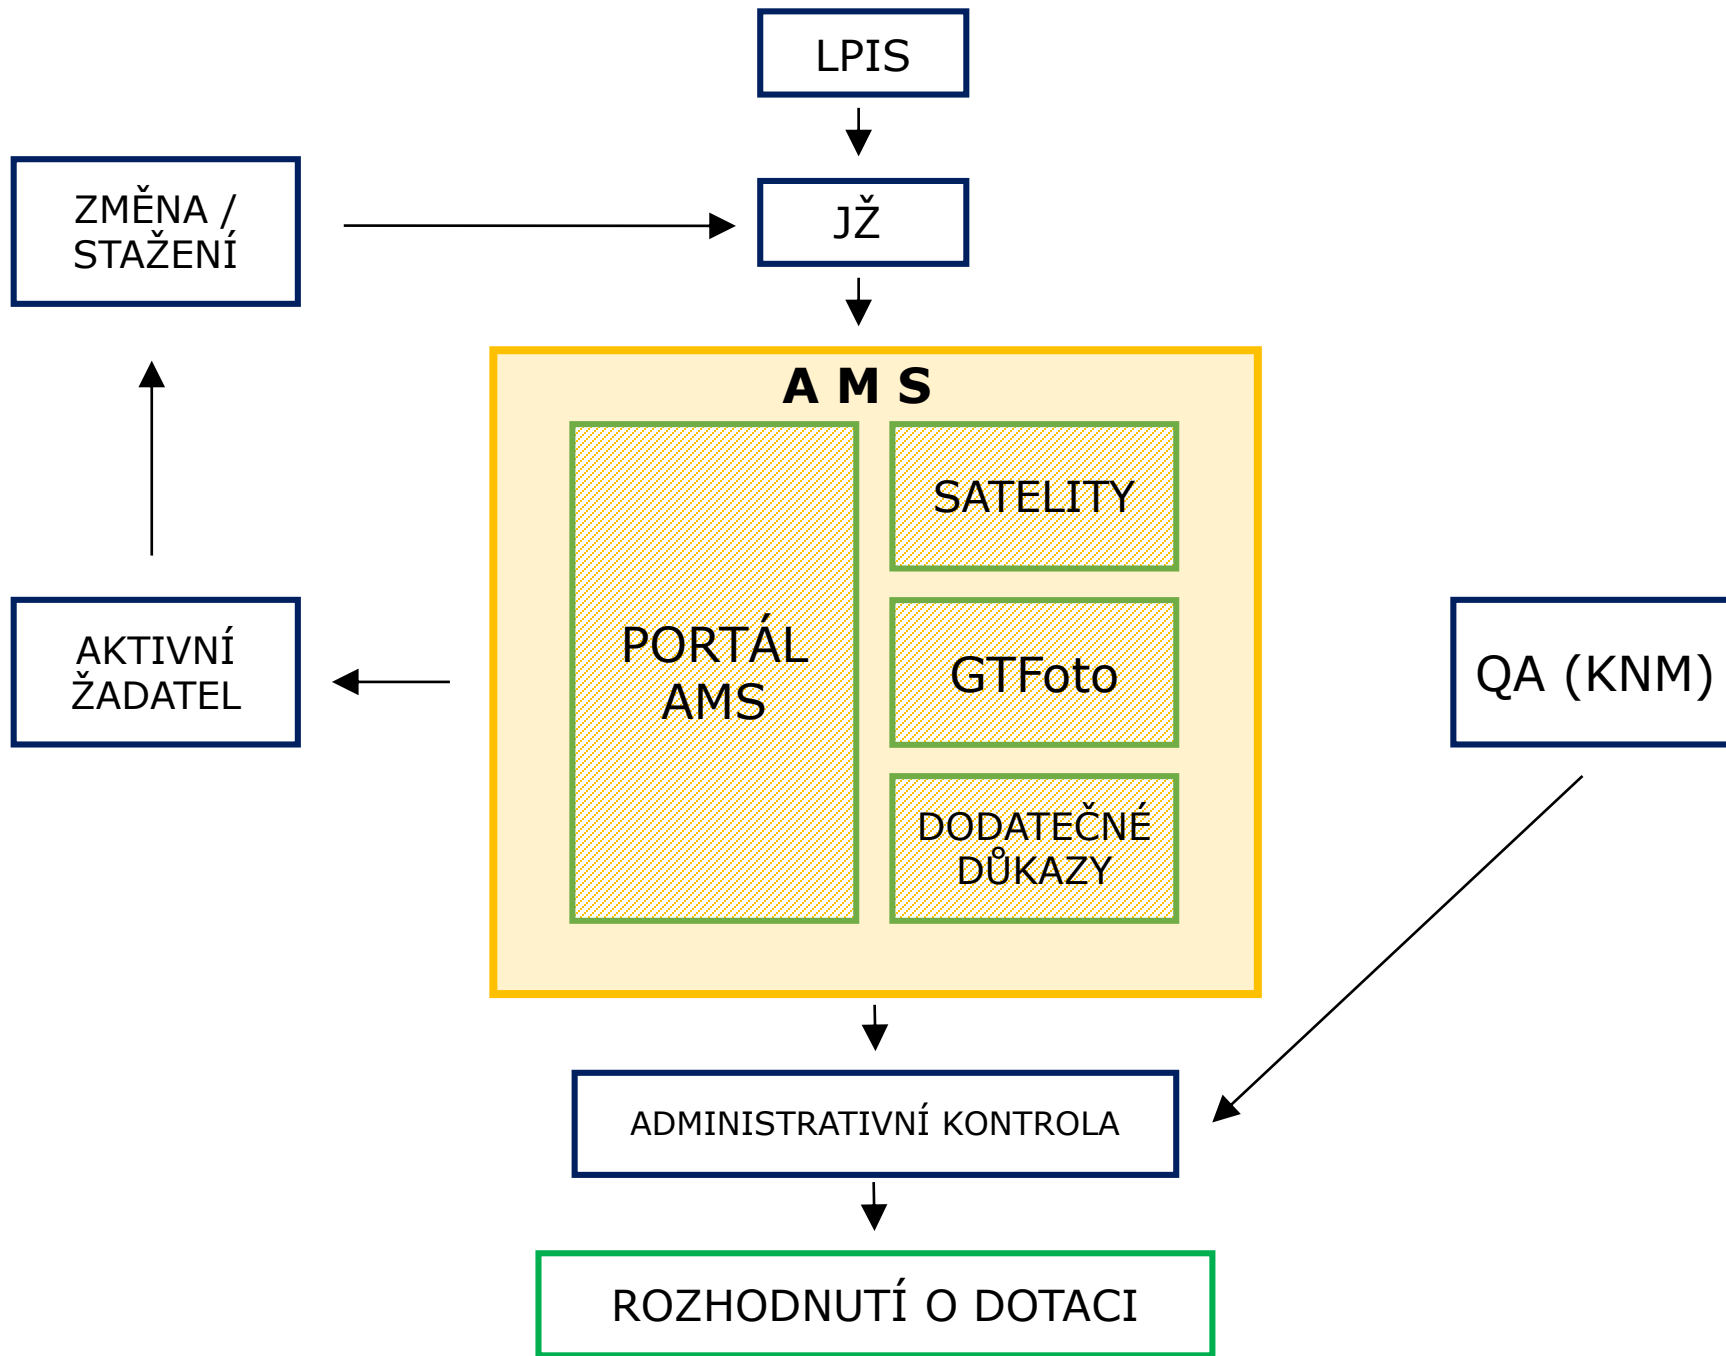 LPIS
ZMĚNA /
STAŽENÍ
JŽ
A M S
PORTÁL
AMS
SATELITY
GTFoto
DODATEČNÉ
DŮKAZY
AKTIVNÍ
ŽADATEL
QA (KNM)
ADMINISTRATIVNÍ KONTROLA
ROZHODNUTÍ O DOTACI